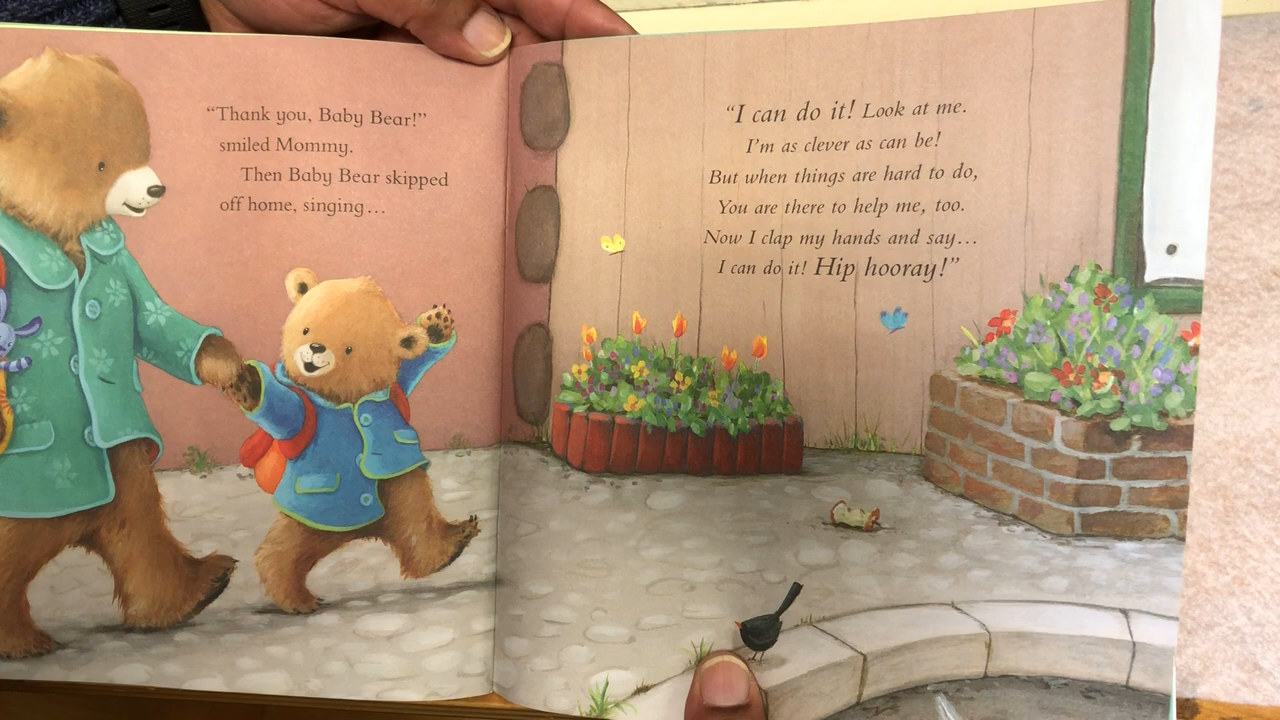 “Thank you, Baby Bear!”
smiled Mommy.
Then Baby Bear skipped
off home, singing...
“I can do it! Look at me.
I’m as clever as can be!
But when things are hard to do,
You are there to help me, too.
Now I clap my hands and say...
I can do it! Hip hooray!”